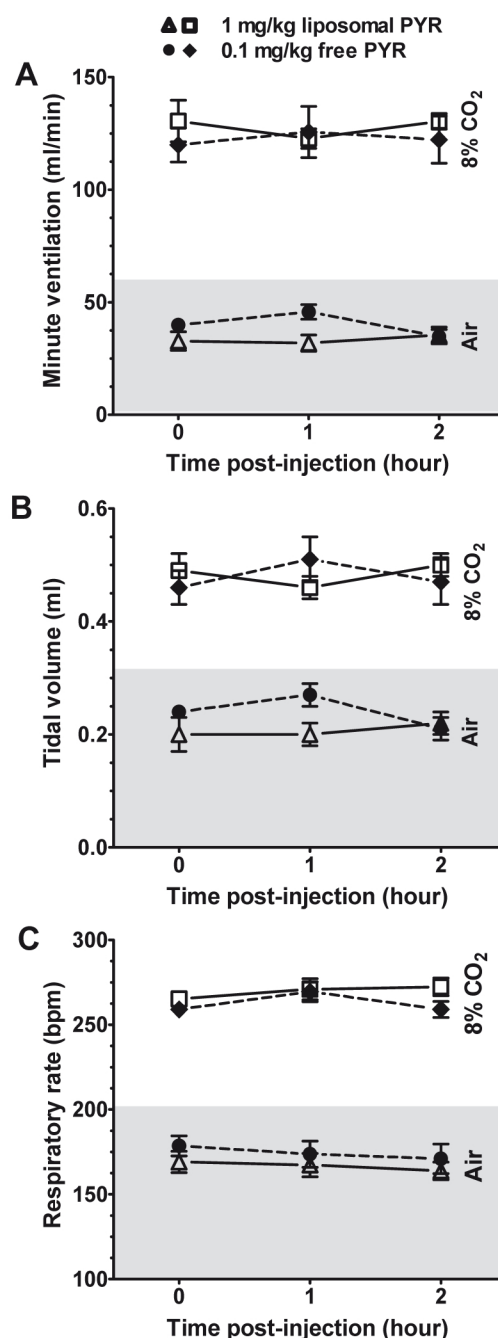 1 mg/kg liposomal PYR
0.1 mg/kg free PYR
A
Minute ventilation (ml/min)
150
100
50
0
8% CO2
Air
0 1 2
Time post-injection (hour)
B
Tidal volume (ml)
0.6
0.4
0.2
0.0
8% CO2
Air
0 1 2
Time post-injection (hour)
C
Respiratory rate (bpm)
300
250
200
150
100
8% CO2
Air
0 1 2
Time post-injection (hour)